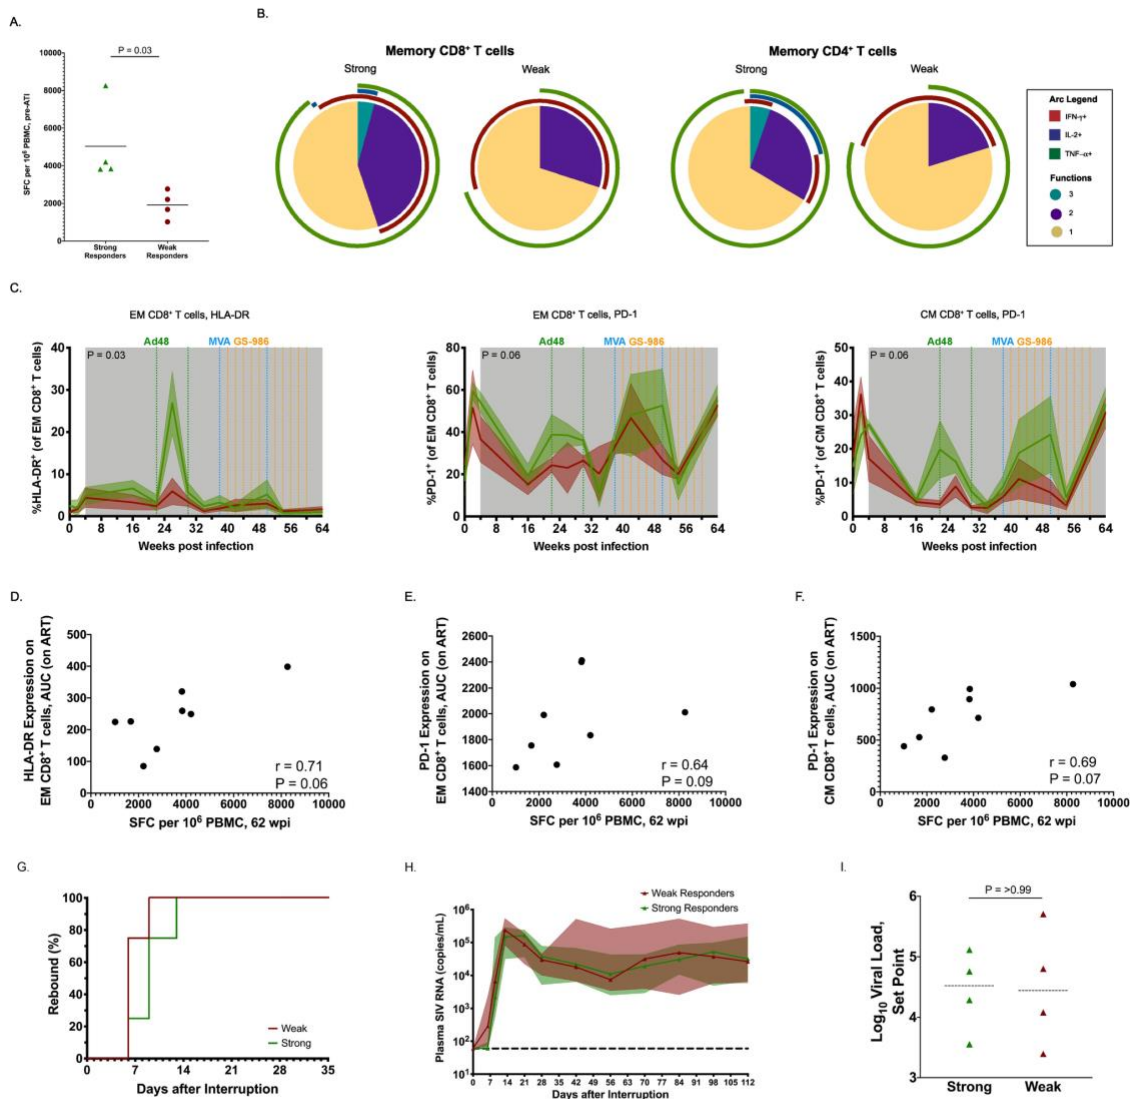 A.
P = 0.03
10000
8000
6000
4000
2000
0
SFC per 10⁶ PBMC, pre-ATI
Strong Responders
Weak Responders
B.
Memory CD8⁺ T cells
Strong
Weak
Memory CD4⁺ T cells
Strong
Weak
Arc Legend
IFN-γ+
IL-2+
TNF-α+
Functions
3
2
1
C.
EM CD8⁺ T cells, HLA-DR
Ad48
MVA GS-986
P = 0.03
%HLA-DR⁺ (of EM CD8⁺ T cells)
40
30
20
10
0
0 8 16 24 32 40 48 56 64
Weeks post infection
EM CD8⁺ T cells, PD-1
Ad48
MVA GS-986
P = 0.06
%PD-1⁺ (of EM CD8⁺ T cells)
80
60
40
20
0
0 8 16 24 32 40 48 56 64
Weeks post infection
CM CD8⁺ T cells, PD-1
Ad48
MVA GS-986
P = 0.06
%PD-1⁺ (of CM CD8⁺ T cells)
50
40
30
20
10
0
0 8 16 24 32 40 48 56 64
Weeks post infection
D.
HLA-DR Expression on
EM CD8⁺ T cells, AUC (on ART)
500
400
300
200
100
0
r = 0.71
P = 0.06
0 2000 4000 6000 8000 10000
SFC per 10⁶ PBMC, 62 wpi
E.
PD-1 Expression on
EM CD8⁺ T cells, AUC (on ART)
2600
2400
2200
2000
1800
1600
1400
r = 0.64
P = 0.09
0 2000 4000 6000 8000 10000
SFC per 10⁶ PBMC, 62 wpi
F.
PD-1 Expression on
CM CD8⁺ T cells, AUC (on ART)
1500
1000
500
0
r = 0.69
P = 0.07
0 2000 4000 6000 8000 10000
SFC per 10⁶ PBMC, 62 wpi
G.
Rebound (%)
100
80
60
40
20
0
Weak
Strong
0 7 14 21 28 35
Days after Interruption
H.
Weak Responders
Strong Responders
Plasma SIV RNA (copies/mL)
10⁶
10⁵
10⁴
10³
10²
10¹
0 7 14 21 28 35 42 49 56 63 70 77 84 91 98 105 112
Days after Interruption
I.
P = >0.99
Log₁₀ Viral Load,
Set Point
6
5
4
3
Strong
Weak